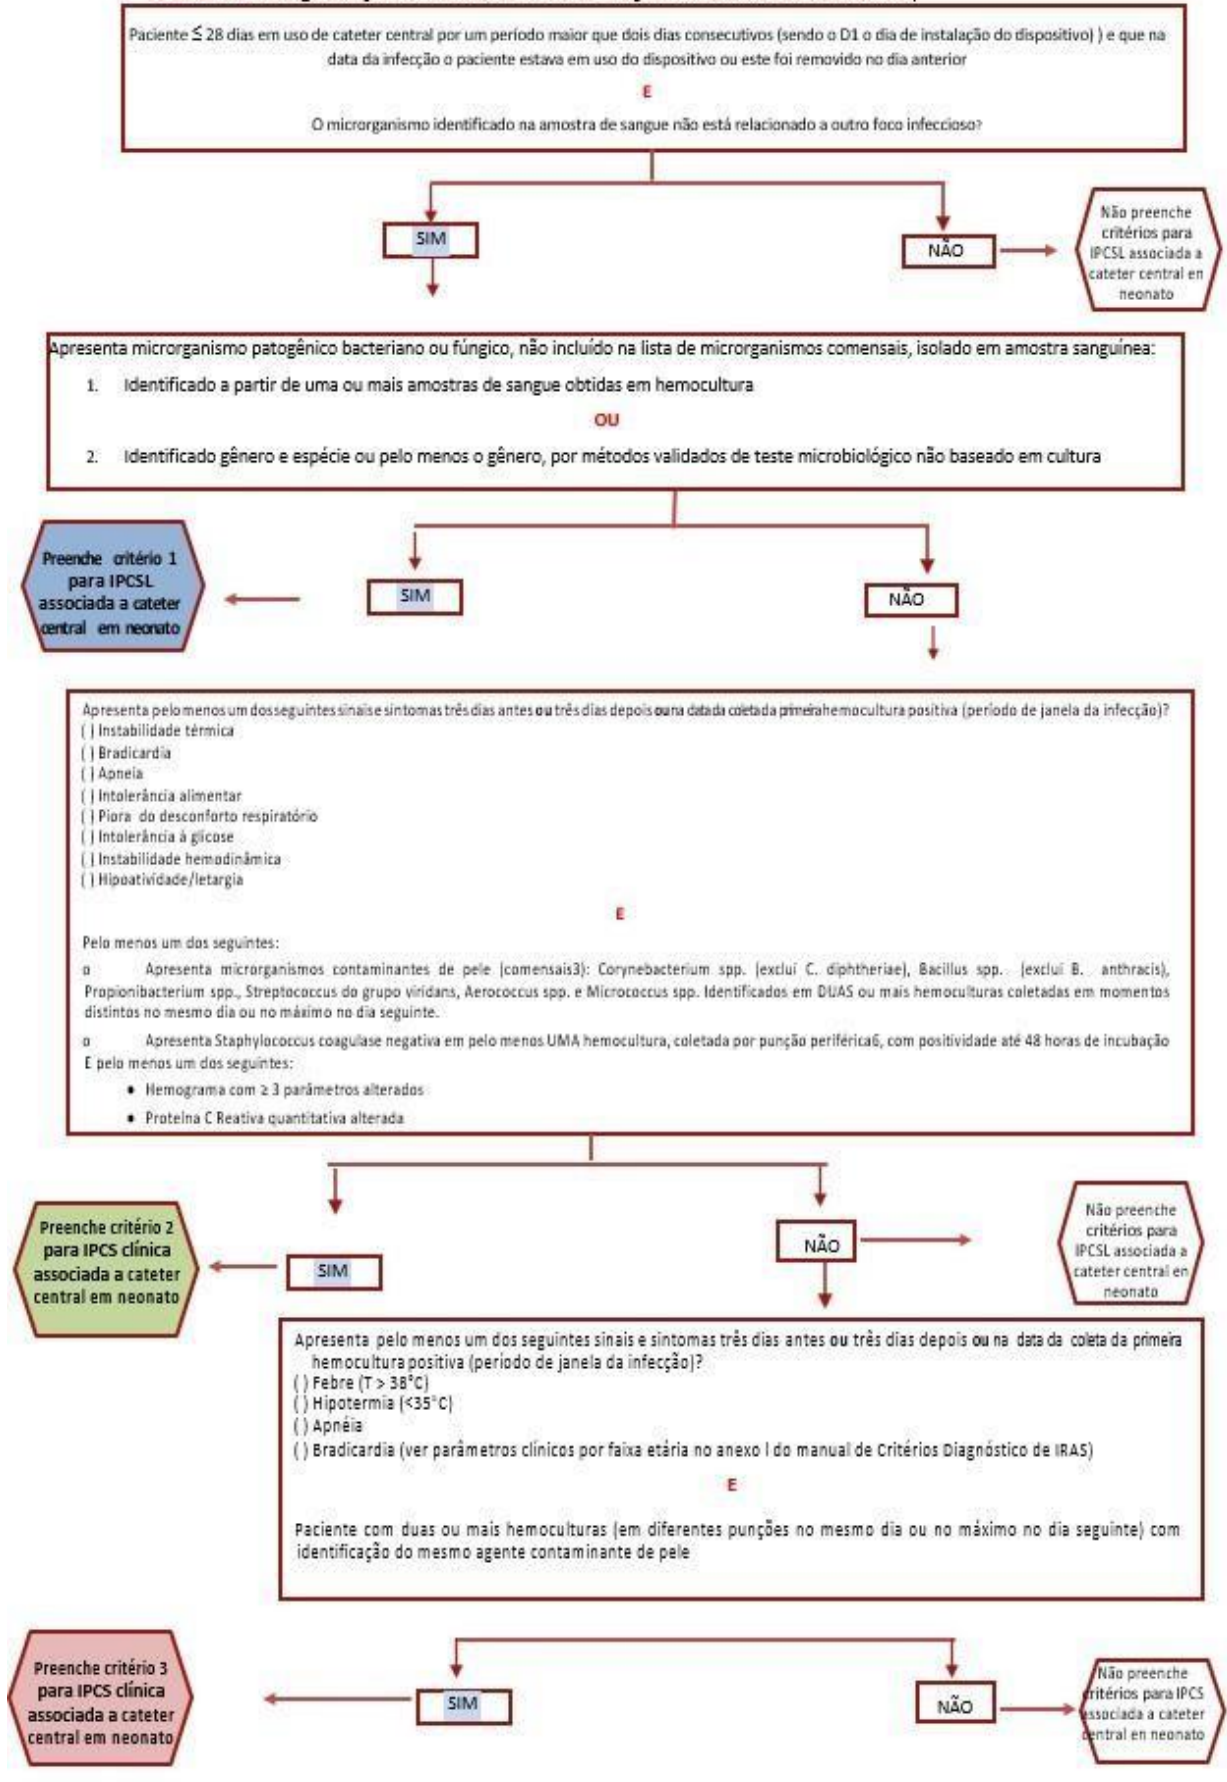 Paciente ≤ 28 dias em uso de cateter central por um período maior que dois dias consecutivos (sendo o D1 o dia de instalação do dispositivo) ) e que na
data da infecção o paciente estava em uso do dispositivo ou este foi removido no dia anterior
E
O microrganismo identificado na amostra de sangue não está relacionado a outro foco infeccioso?
SIM
NÃO
Não preenche
critérios para
IPCSL associada a
cateter central en
neonato
Apresenta microrganismo patogênico bacteriano ou fúngico, não incluído na lista de microrganismos comensais, isolado em amostra sanguínea:
1. Identificado a partir de uma ou mais amostras de sangue obtidas em hemocultura
OU
2. Identificado gênero e espécie ou pelo menos o gênero, por métodos validados de teste microbiológico não baseado em cultura
Preenche critério 1
para IPCSL
associada a cateter
central em neonato
SIM
NÃO
Apresenta pelo menos um dos seguintes sinais e sintomas três dias antes ou três dias depois ou na data da coleta da primeira hemocultura positiva (período de janela da infecção)?
( ) Instabilidade térmica
( ) Bradicardia
( ) Apneia
( ) Intolerância alimentar
( ) Piora do desconforto respiratório
( ) Intolerância á glicose
( ) Instabilidade hemodinâmica
( ) Hipoatividade/letargia
E
Pelo menos um dos seguintes:
o Apresenta microrganismos contaminantes de pele (comensais3): Corynebacterium spp. (exclui C. diphtheriae), Bacillus spp. (exclui B. anthracis),
Propionibacterium spp., Streptococcus do grupo viridans, Aerococcus spp. e Micrococcus spp. Identificados em DUAS ou mais hemoculturas coletadas em momentos
distintos no mesmo dia ou no máximo no dia seguinte.
o Apresenta Staphylococcus coagulase negativa em pelo menos UMA hemocultura, coletada por punção periférica6, com positividade até 48 horas de incubação
E pelo menos um dos seguintes:
• Hemograma com ≥ 3 parâmetros alterados
• Proteína C Reativa quantitativa alterada
Preenche critério 2
para IPCS clínica
associada a cateter
central em neonato
SIM
NÃO
Não preenche
critérios para
IPCSL associada a
cateter central en
neonato
Apresenta pelo menos um dos seguintes sinais e sintomas três dias antes ou três dias depois ou na data da coleta da primeira
hemocultura positiva (período de janela da infecção)?
( ) Febre (T > 38°C)
( ) Hipotermia (<35°C)
( ) Apnéia
( ) Bradicardia (ver parâmetros clínicos por faixa etária no anexo I do manual de Critérios Diagnóstico de IRAS)
E
Paciente com duas ou mais hemoculturas (em diferentes punções no mesmo dia ou no máximo no dia seguinte) com
identificação do mesmo agente contaminante de pele
Preenche critério 3
para IPCS clínica
associada a cateter
central em neonato
SIM
NÃO
Não preenche
critérios para IPCS
associada a cateter
central en neonato